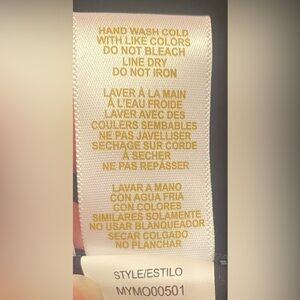 HAND WASH COLD
WITH LIKE COLORS
DO NOT BLEACH
LINE DRY
DO NOT IRON
LAVER À LA MAIN
À L'EAU FROIDE
LAVER AVEC DES
COULERS SEMBABLES
NE PAS JAVELLISER
SECHAGE SUR CORDE
À SECHER
NE PAS REPÂSSER
LAVAR A MANO
CON AGUA FRIA
CON COLORES
SIMILARES SOLAMENTE
NO USAR BLANQUEADOR
SECAR COLGADO
NO PLANCHAR
STYLE/ESTILO
MYMO00501